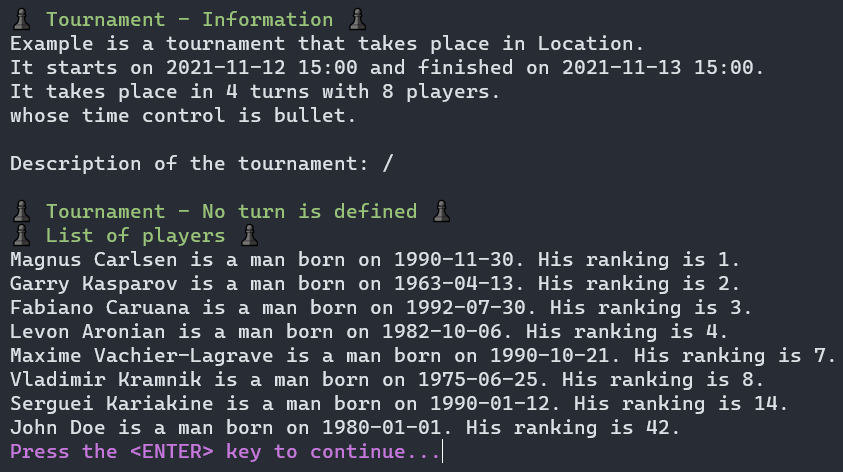 ♟ Tournament - Information ♟
Example is a tournament that takes place in Location.
It starts on 2021-11-12 15:00 and finished on 2021-11-13 15:00.
It takes place in 4 turns with 8 players.
whose time control is bullet.
Description of the tournament: /
♟ Tournament - No turn is defined ♟
♟ List of players ♟
Magnus Carlsen is a man born on 1990-11-30. His ranking is 1.
Garry Kasparov is a man born on 1963-04-13. His ranking is 2.
Fabiano Caruana is a man born on 1992-07-30. His ranking is 3.
Levon Aronian is a man born on 1982-10-06. His ranking is 4.
Maxime Vachier-Lagrave is a man born on 1990-10-21. His ranking is 7.
Vladimir Kramnik is a man born on 1975-06-25. His ranking is 8.
Serguei Kariakine is a man born on 1990-01-12. His ranking is 14.
John Doe is a man born on 1980-01-01. His ranking is 42.
Press the <ENTER> key to continue...